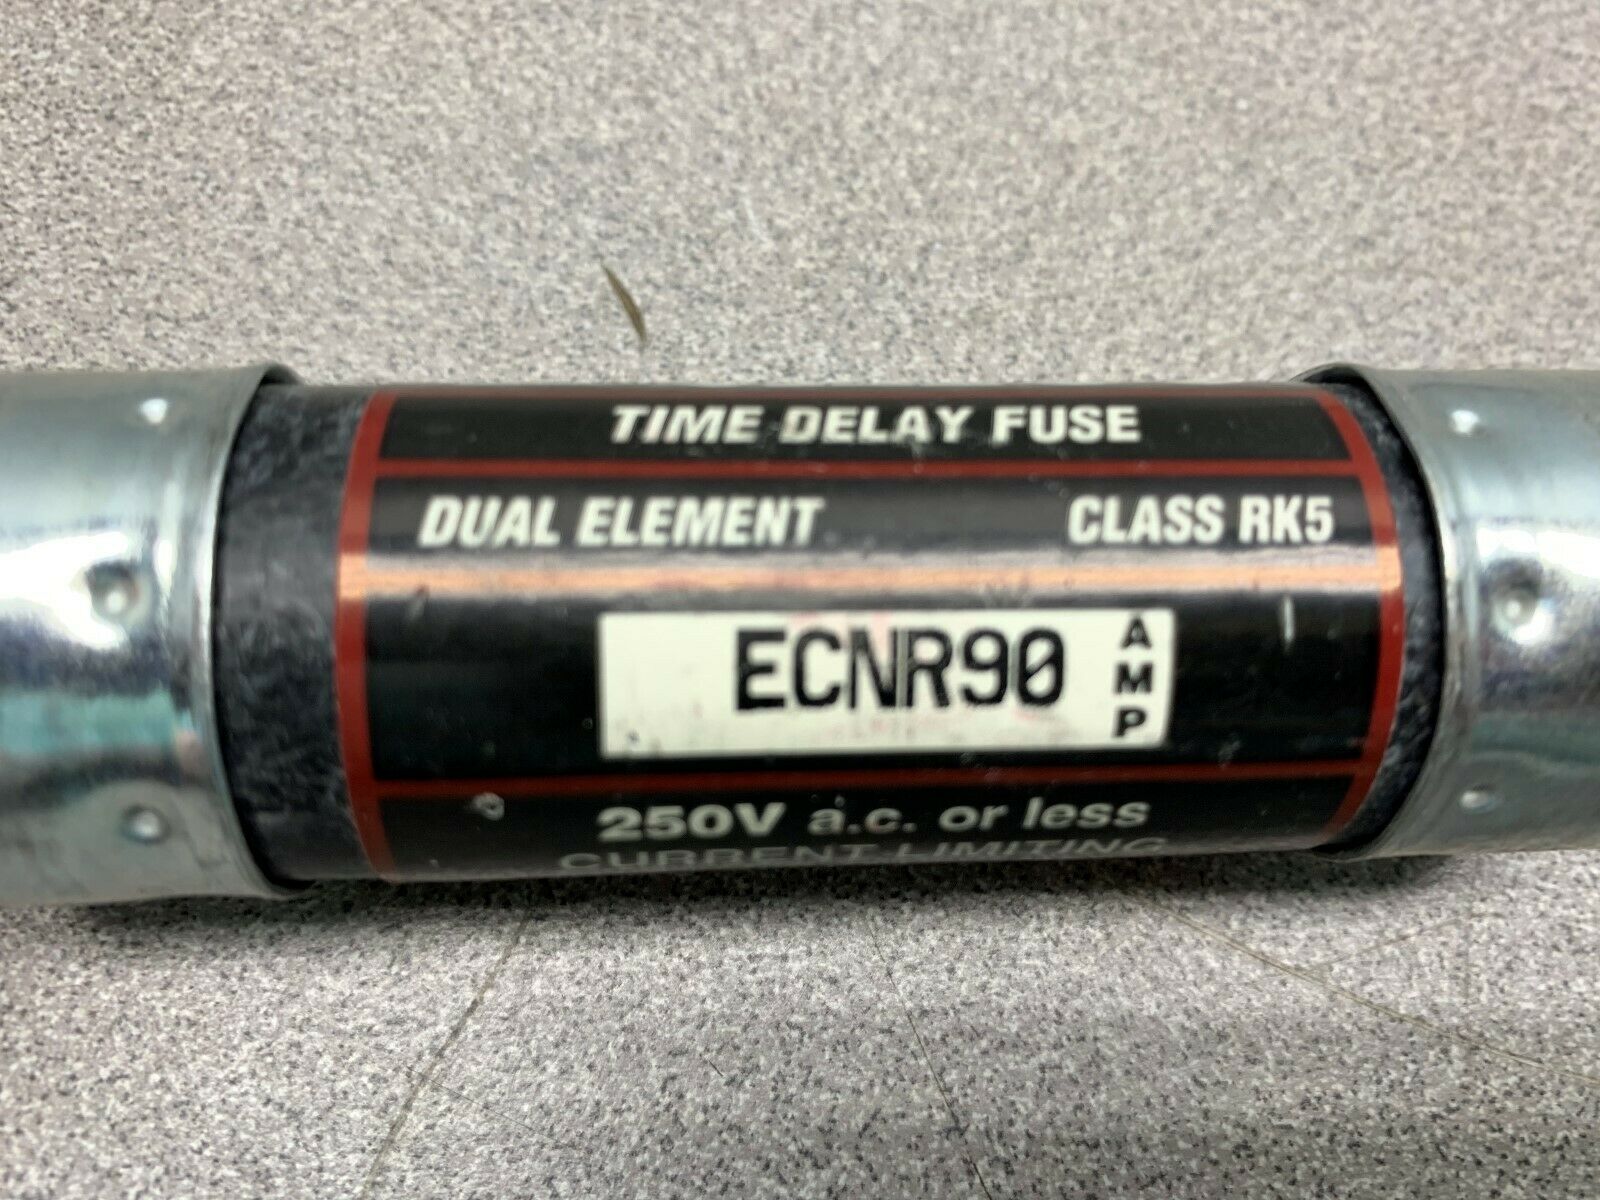 TIME DELAY FUSE
DUAL ELEMENT CLASS RK5
ECNR90 AMP
250V a.c. or less
CURRENT LIMITING